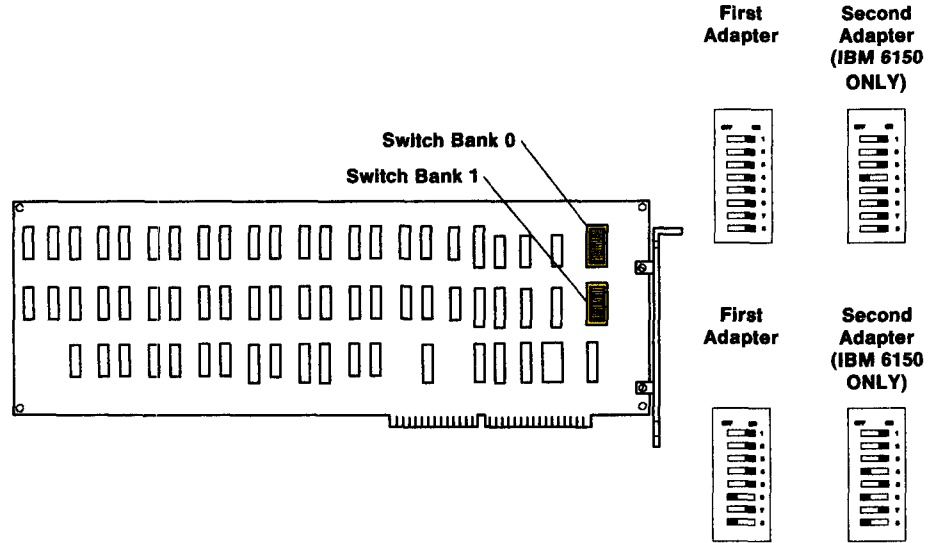 First
Adapter
Second
Adapter
(IBM 6150
ONLY)
Switch Bank 0
Switch Bank 1
First
Adapter
Second
Adapter
(IBM 6150
ONLY)